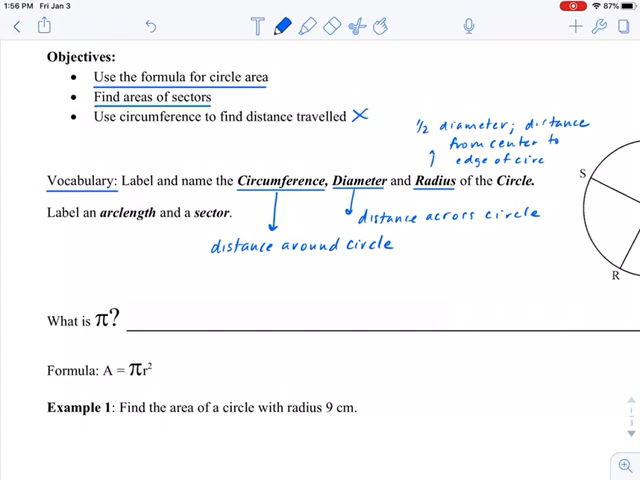 1:56 PM Fri Jan 3
87%
Objectives:
• Use the formula for circle area
• Find areas of sectors
• Use circumference to find distance travelled X
1/2 diameter; distance
from center to
↑ edge of circ
Vocabulary: Label and name the Circumference, Diameter and Radius of the Circle.
S
Label an arclength and a sector.
distance across circle
distance around circle
R
What is π?
Formula: A = πr²
Example 1: Find the area of a circle with radius 9 cm.
1
3